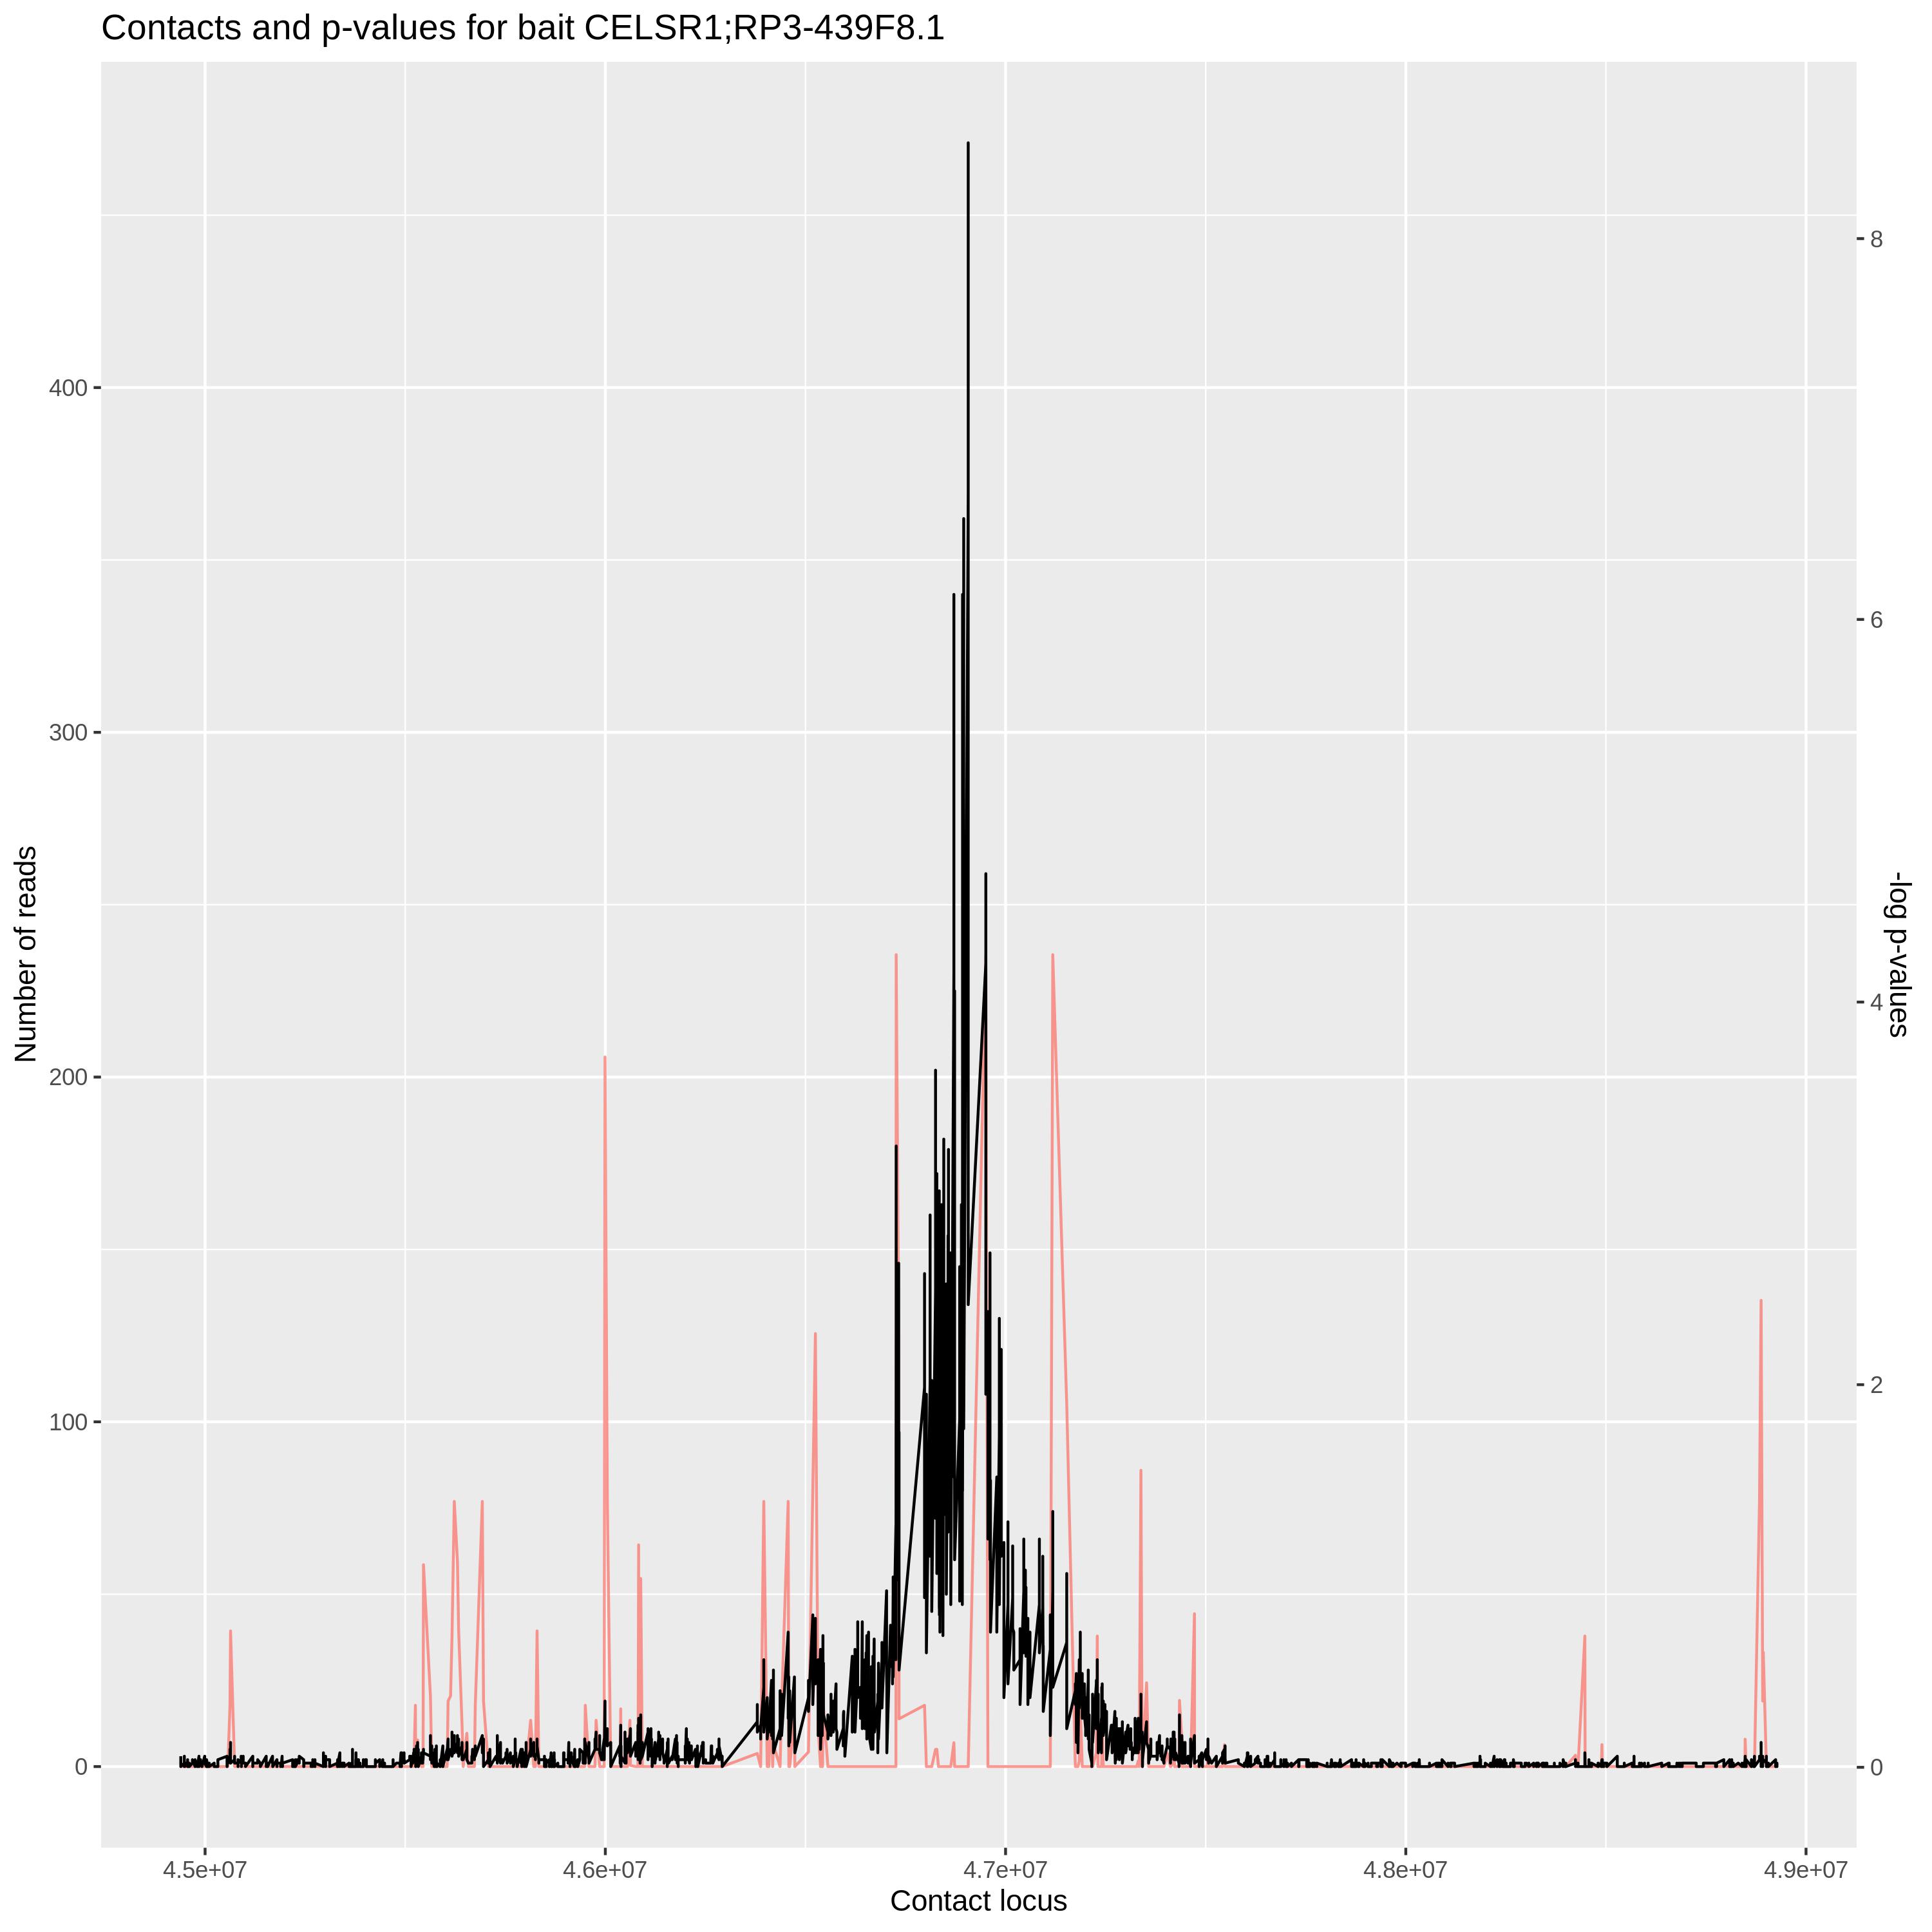 Contacts and p-values for bait CELSR1;RP3-439F8.1
Number of reads
400
300
200
100
0
8
6
4
2
0
-log p-values
4.5e+07
4.6e+07
4.7e+07
4.8e+07
4.9e+07
Contact locus